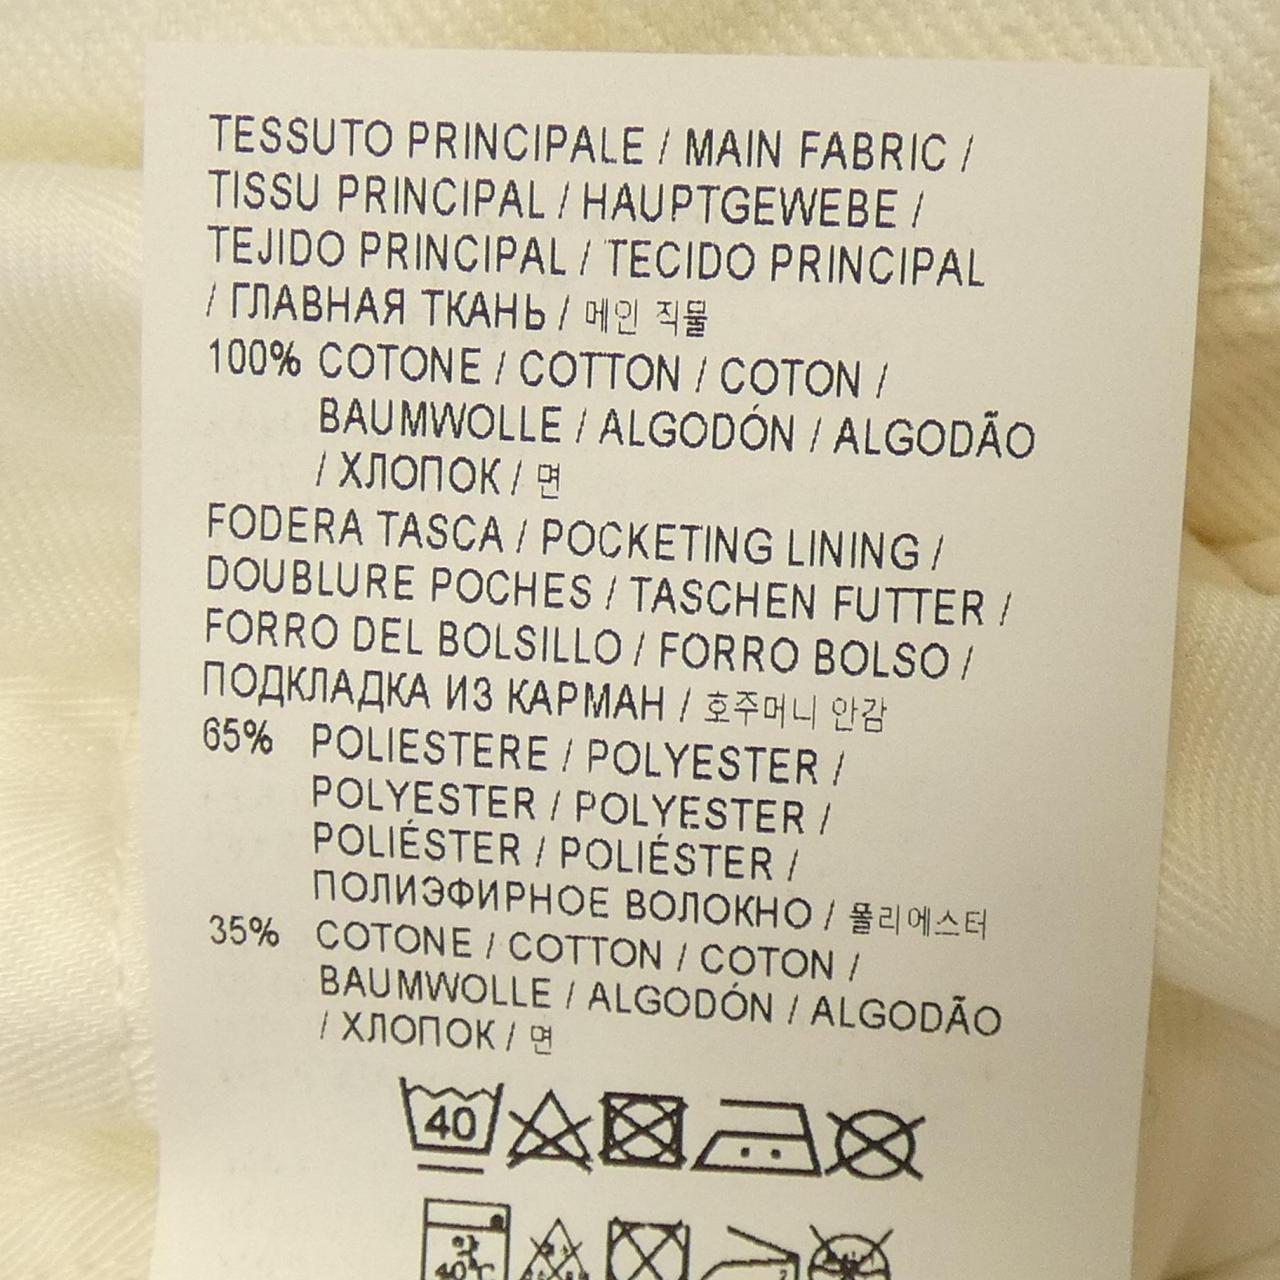 TESSUTO PRINCIPALE / MAIN FABRIC /
TISSU PRINCIPAL / HAUPTGEWEBE /
TEJIDO PRINCIPAL / TECIDO PRINCIPAL
/ ГЛАВНАЯ ТКАНЬ / 메인 직물
100% COTONE / COTTON / COTON /
BAUMWOLLE / ALGODÓN / ALGODÃO
/ ХЛОПОК / 면
FODERA TASCA / POCKETING LINING /
DOUBLURE POCHES / TASCHEN FUTTER /
FORRO DEL BOLSILLO / FORRO BOLSO /
ПОДКЛАДКА ИЗ КАРМАН / 호주머니 안감
65% POLIESTERE / POLYESTER /
POLYESTER / POLYESTER /
POLIÉSTER / POLIÉSTER /
ПОЛИЭФИРНОЕ ВОЛОКНО / 폴리에스터
35% COTONE / COTTON / COTON /
BAUMWOLLE / ALGODÓN / ALGODÃO
/ ХЛОПОК / 면
40
40°C